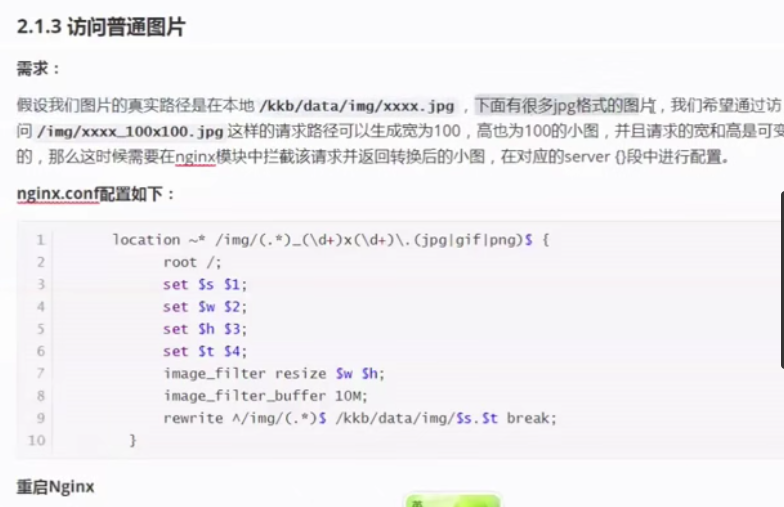 2.1.3 访问普通图片
需求：
假设我们图片的真实路径是在本地 /kkb/data/img/xxxx.jpg ，下面有很多jpg格式的图片，我们希望通过访
问 /img/xxxx_100x100.jpg 这样的请求路径可以生成宽为100，高也为100的小图，并且请求的宽和高是可变
的，那么这时候需要在nginx模块中拦截该请求并返回转换后的小图，在对应的server {}段中进行配置。
nginx.conf配置如下：
1 location ~* /img/(.*)_(\d+)x(\d+)\.(jpg|gif|png)$ {
2 root /;
3 set $s $1;
4 set $w $2;
5 set $h $3;
6 set $t $4;
7 image_filter resize $w $h;
8 image_filter_buffer 10M;
9 rewrite ^/img/(.*)$ /kkb/data/img/$s.$t break;
10 }
重启Nginx